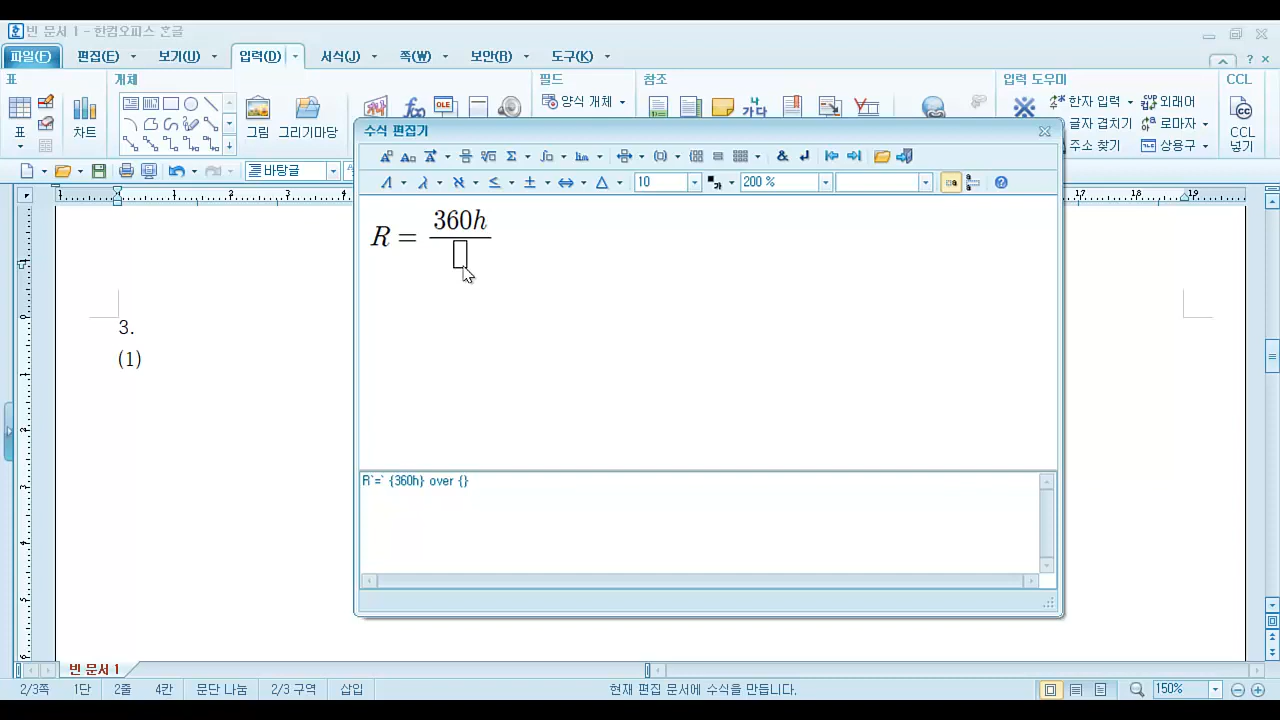 빈 문서 1 - 한컴오피스 한글
파일(F) 편집(E) 보기(U) 입력(D) 서식(J) 쪽(W) 보안(R) 도구(K)
표 개체 필드 참조 입력 도우미 CCL
양식 개체 가다 한자 입력 외래어
글자 겹치기 로마자
표 차트 그림 그리기마당 OLE 주소 찾기 상용구 CCL 넣기
바탕글
수식 편집기
10 200 %
R = 360h
3.
(1)
R`=` {360h} over {}
빈 문서 1
2/3쪽 1단 2줄 4칸 문단 나눔 2/3 구역 삽입 현재 편집 문서에 수식을 만듭니다. 150%